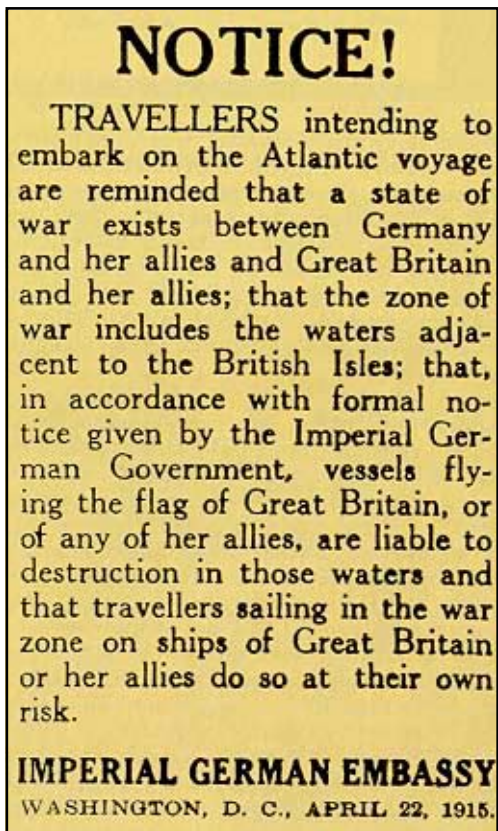 NOTICE!
TRAVELLERS intending to
embark on the Atlantic voyage
are reminded that a state of
war exists between Germany
and her allies and Great Britain
and her allies; that the zone of
war includes the waters adja-
cent to the British Isles; that,
in accordance with formal no-
tice given by the Imperial Ger-
man Government, vessels fly-
ing the flag of Great Britain, or
of any of her allies, are liable to
destruction in those waters and
that travellers sailing in the war
zone on ships of Great Britain
or her allies do so at their own
risk.
IMPERIAL GERMAN EMBASSY
WASHINGTON, D. C., APRIL 22, 1915.